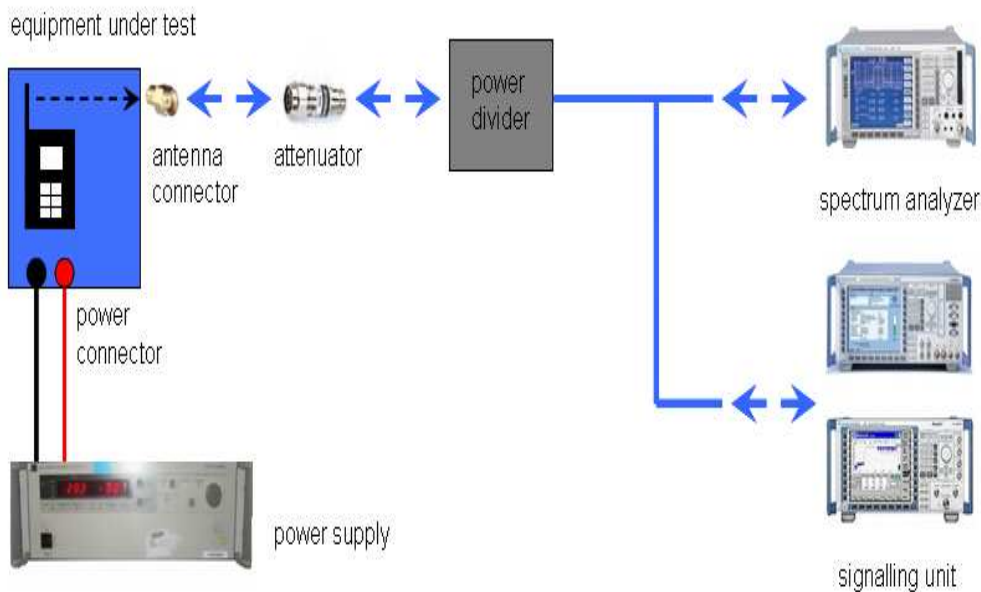 equipment under test
power
divider
antenna
connector
attenuator
spectrum analyzer
power
connector
power supply
signalling unit